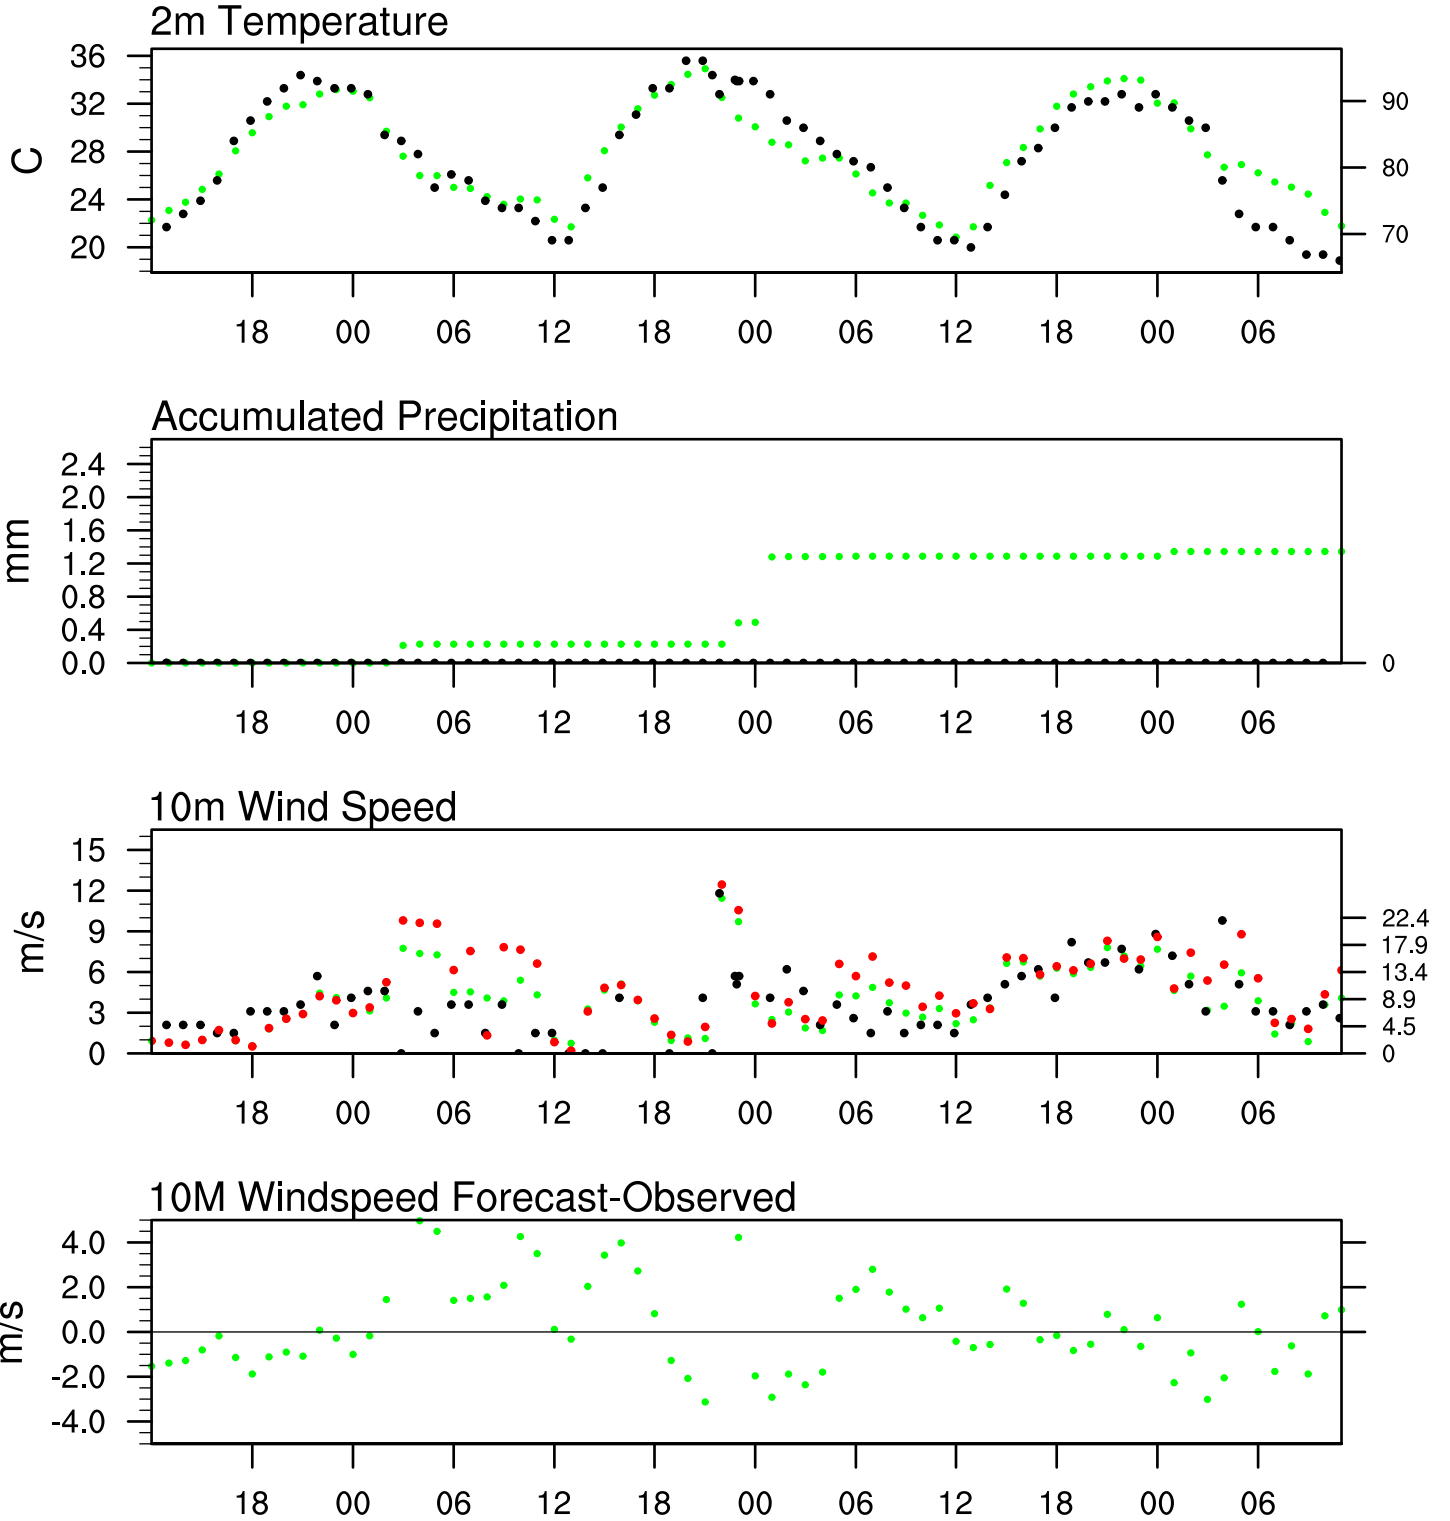 2m Temperature
36
32
28
24
20
C
90
80
70
18 00 06 12 18 00 06 12 18 00 06
Accumulated Precipitation
2.4
2.0
1.6
1.2
0.8
0.4
0.0
mm
0
18 00 06 12 18 00 06 12 18 00 06
10m Wind Speed
15
12
9
6
3
0
m/s
22.4
17.9
13.4
8.9
4.5
0
18 00 06 12 18 00 06 12 18 00 06
10M Windspeed Forecast-Observed
4.0
2.0
0.0
-2.0
-4.0
m/s
18 00 06 12 18 00 06 12 18 00 06